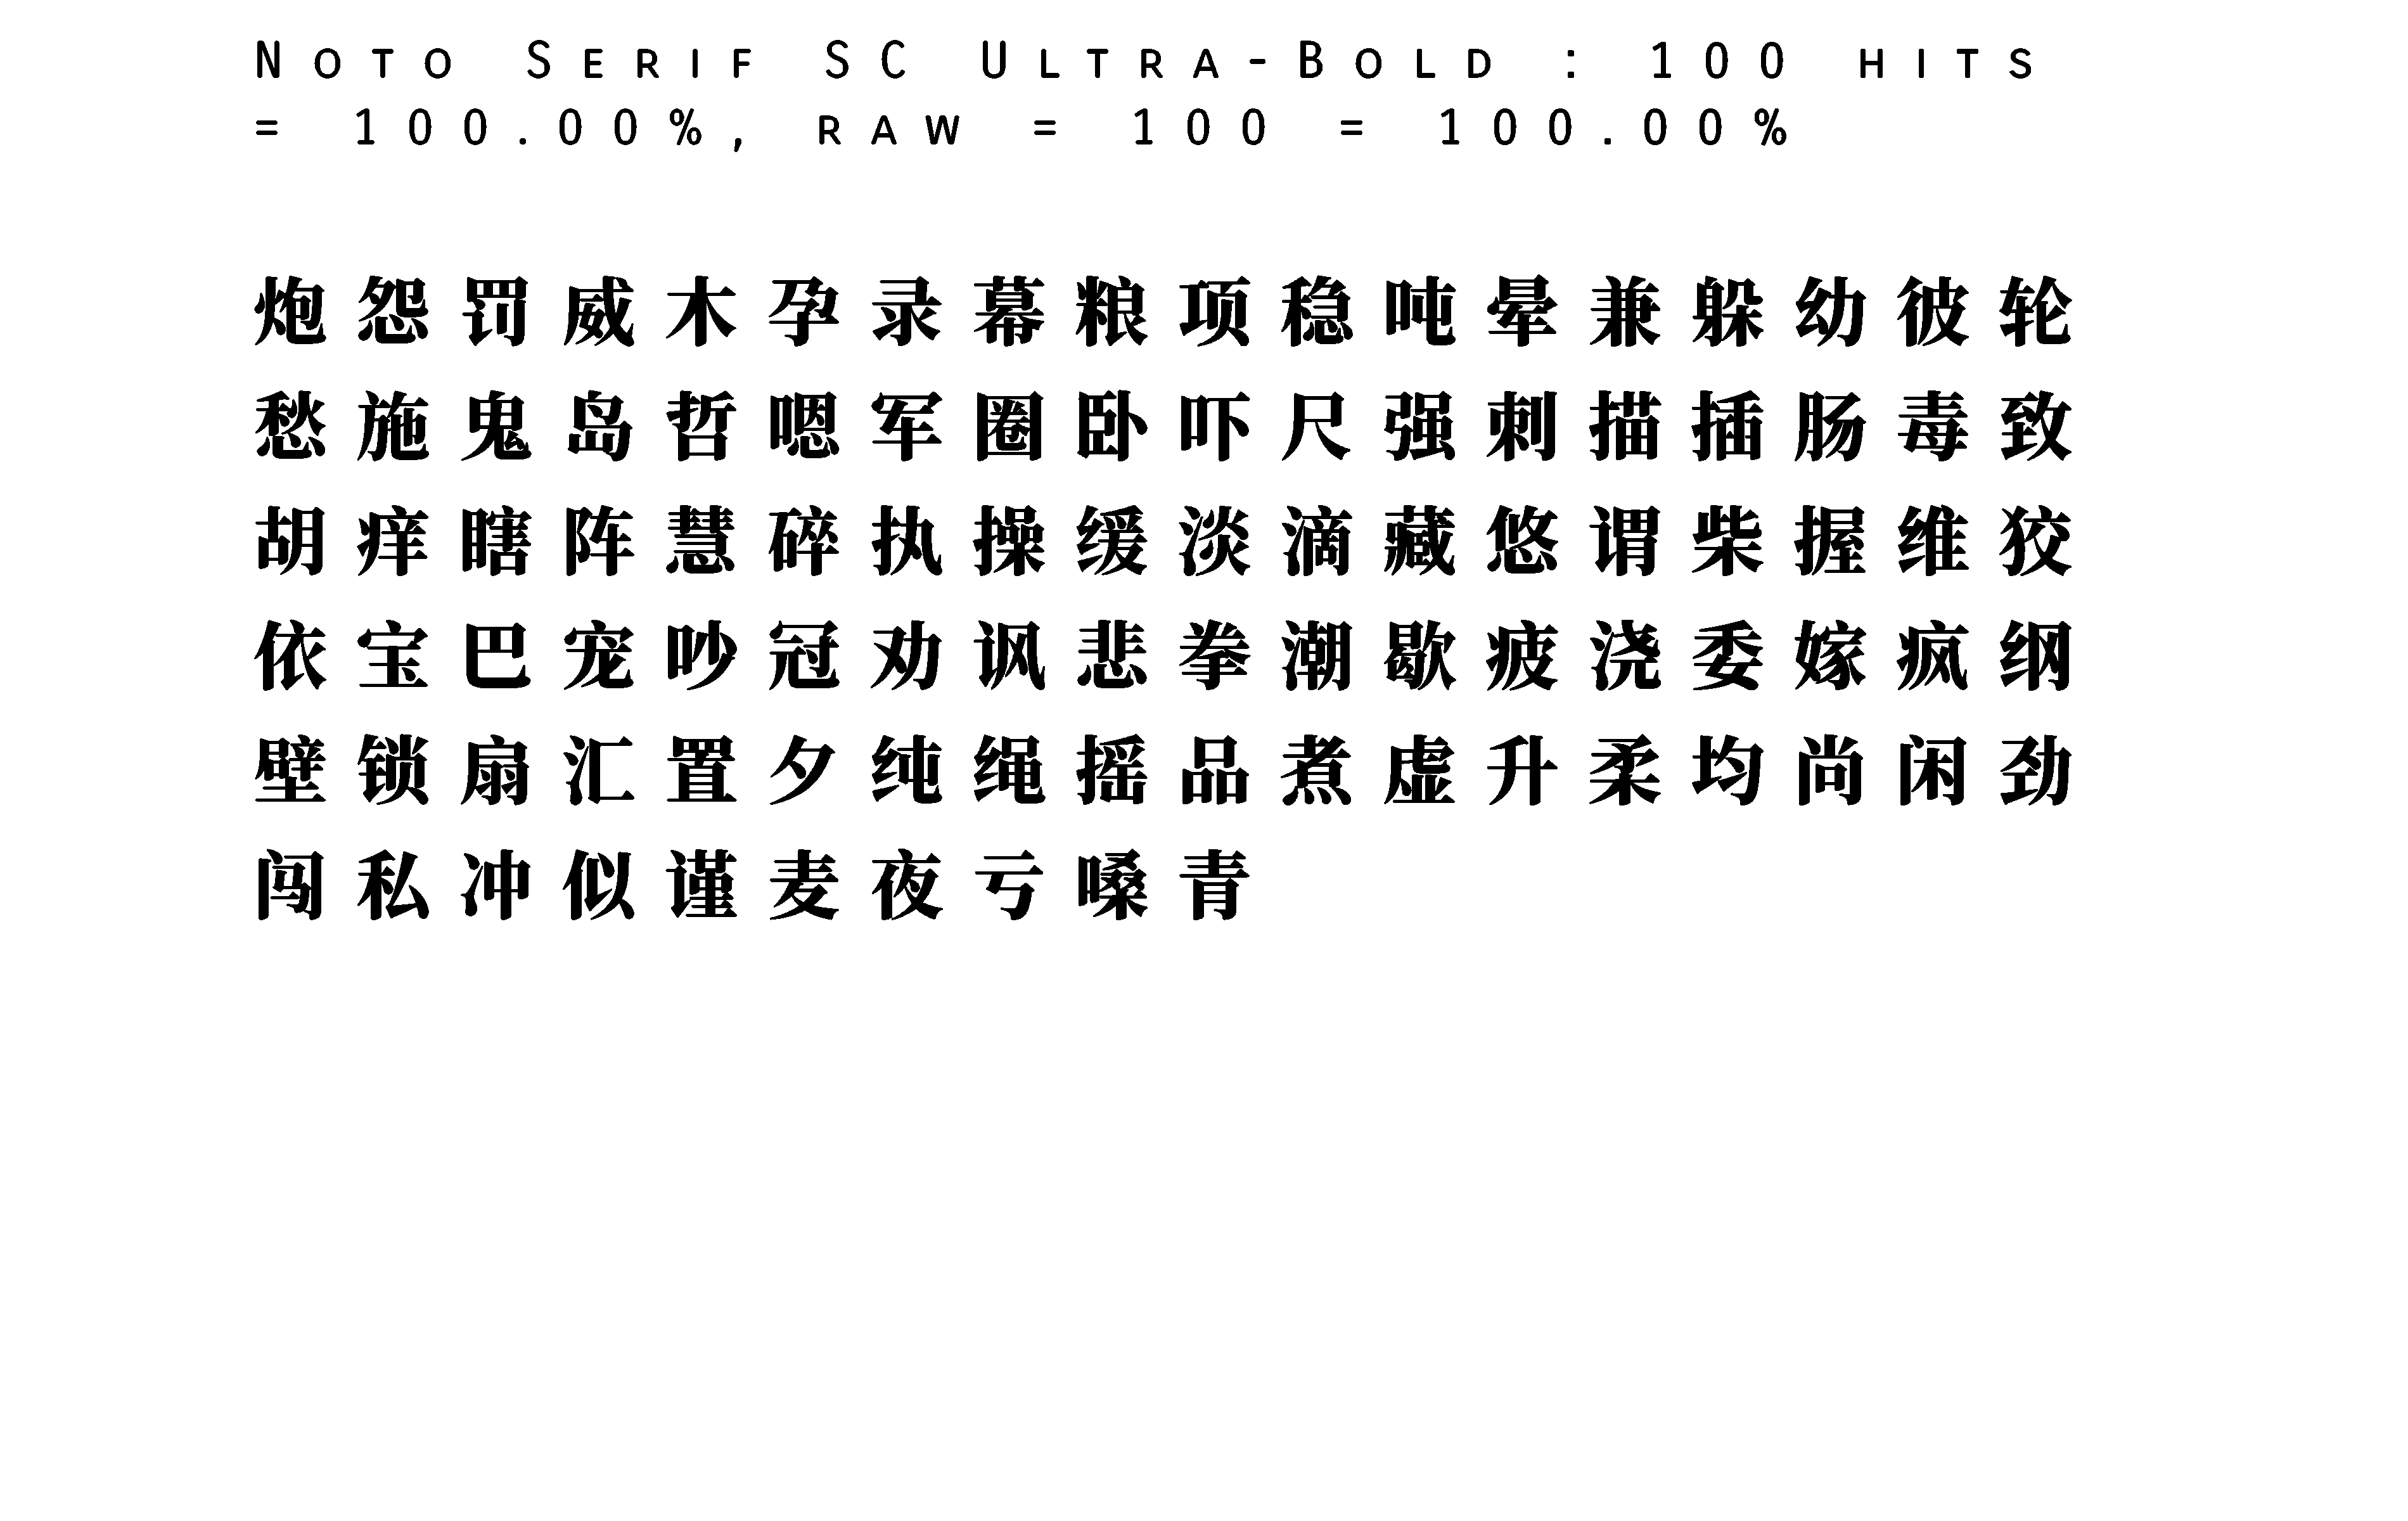 Noto Serif SC Ultra-Bold : 100 hits
= 100.00%, raw = 100 = 100.00%
炮怨罚威木孕录幕粮项稳吨晕兼躲幼彼轮
愁施鬼岛哲嗯军圈卧吓尺强刺描插肠毒致
胡痒瞎阵慧碎执操缓淡滴藏悠谓柴握维狡
依宝巴宠吵冠劝讽悲拳潮歇疲浇委嫁疯纲
壁锁扇汇置夕纯绳摇品煮虚升柔均尚闲劲
闯私冲似谨麦夜亏嗓青